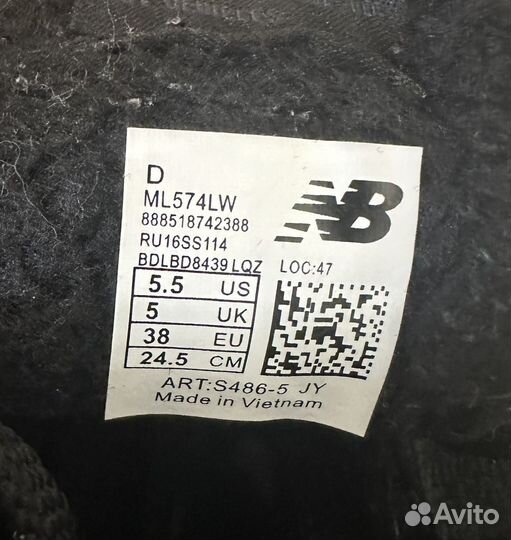 D
ML574LW
888518742388
RU16SS114
BDLBD8439 LQZ
NB
LOC:47
5.5 US
5 UK
38 EU
24.5 CM
ART:S486-5 JY
Made in Vietnam
Avito